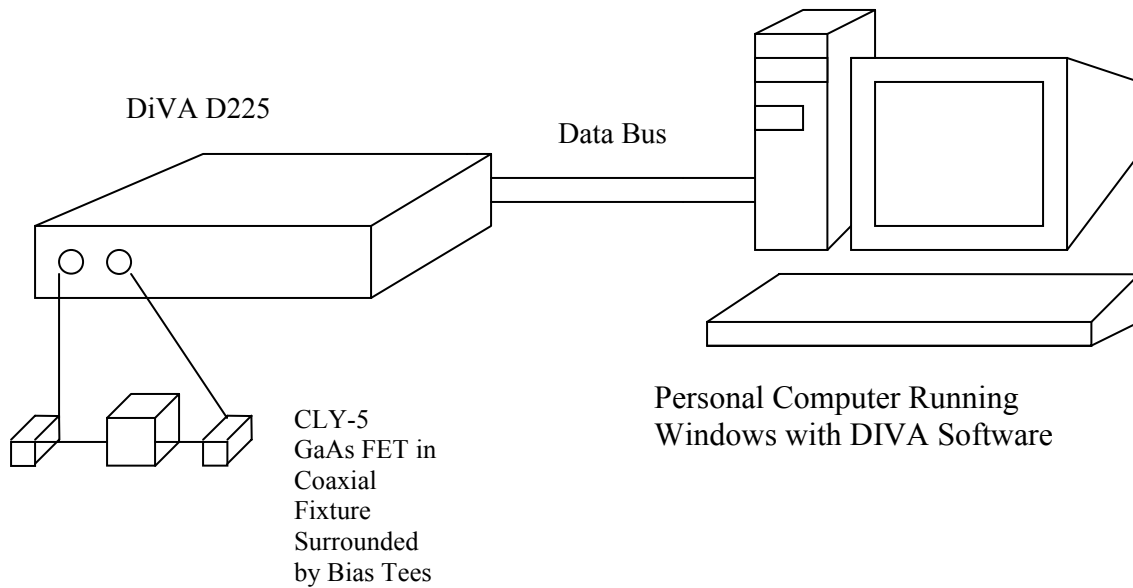 DiVA D225
Data Bus
CLY-5
GaAs FET in
Coaxial
Fixture
Surrounded
by Bias Tees
Personal Computer Running
Windows with DIVA Software